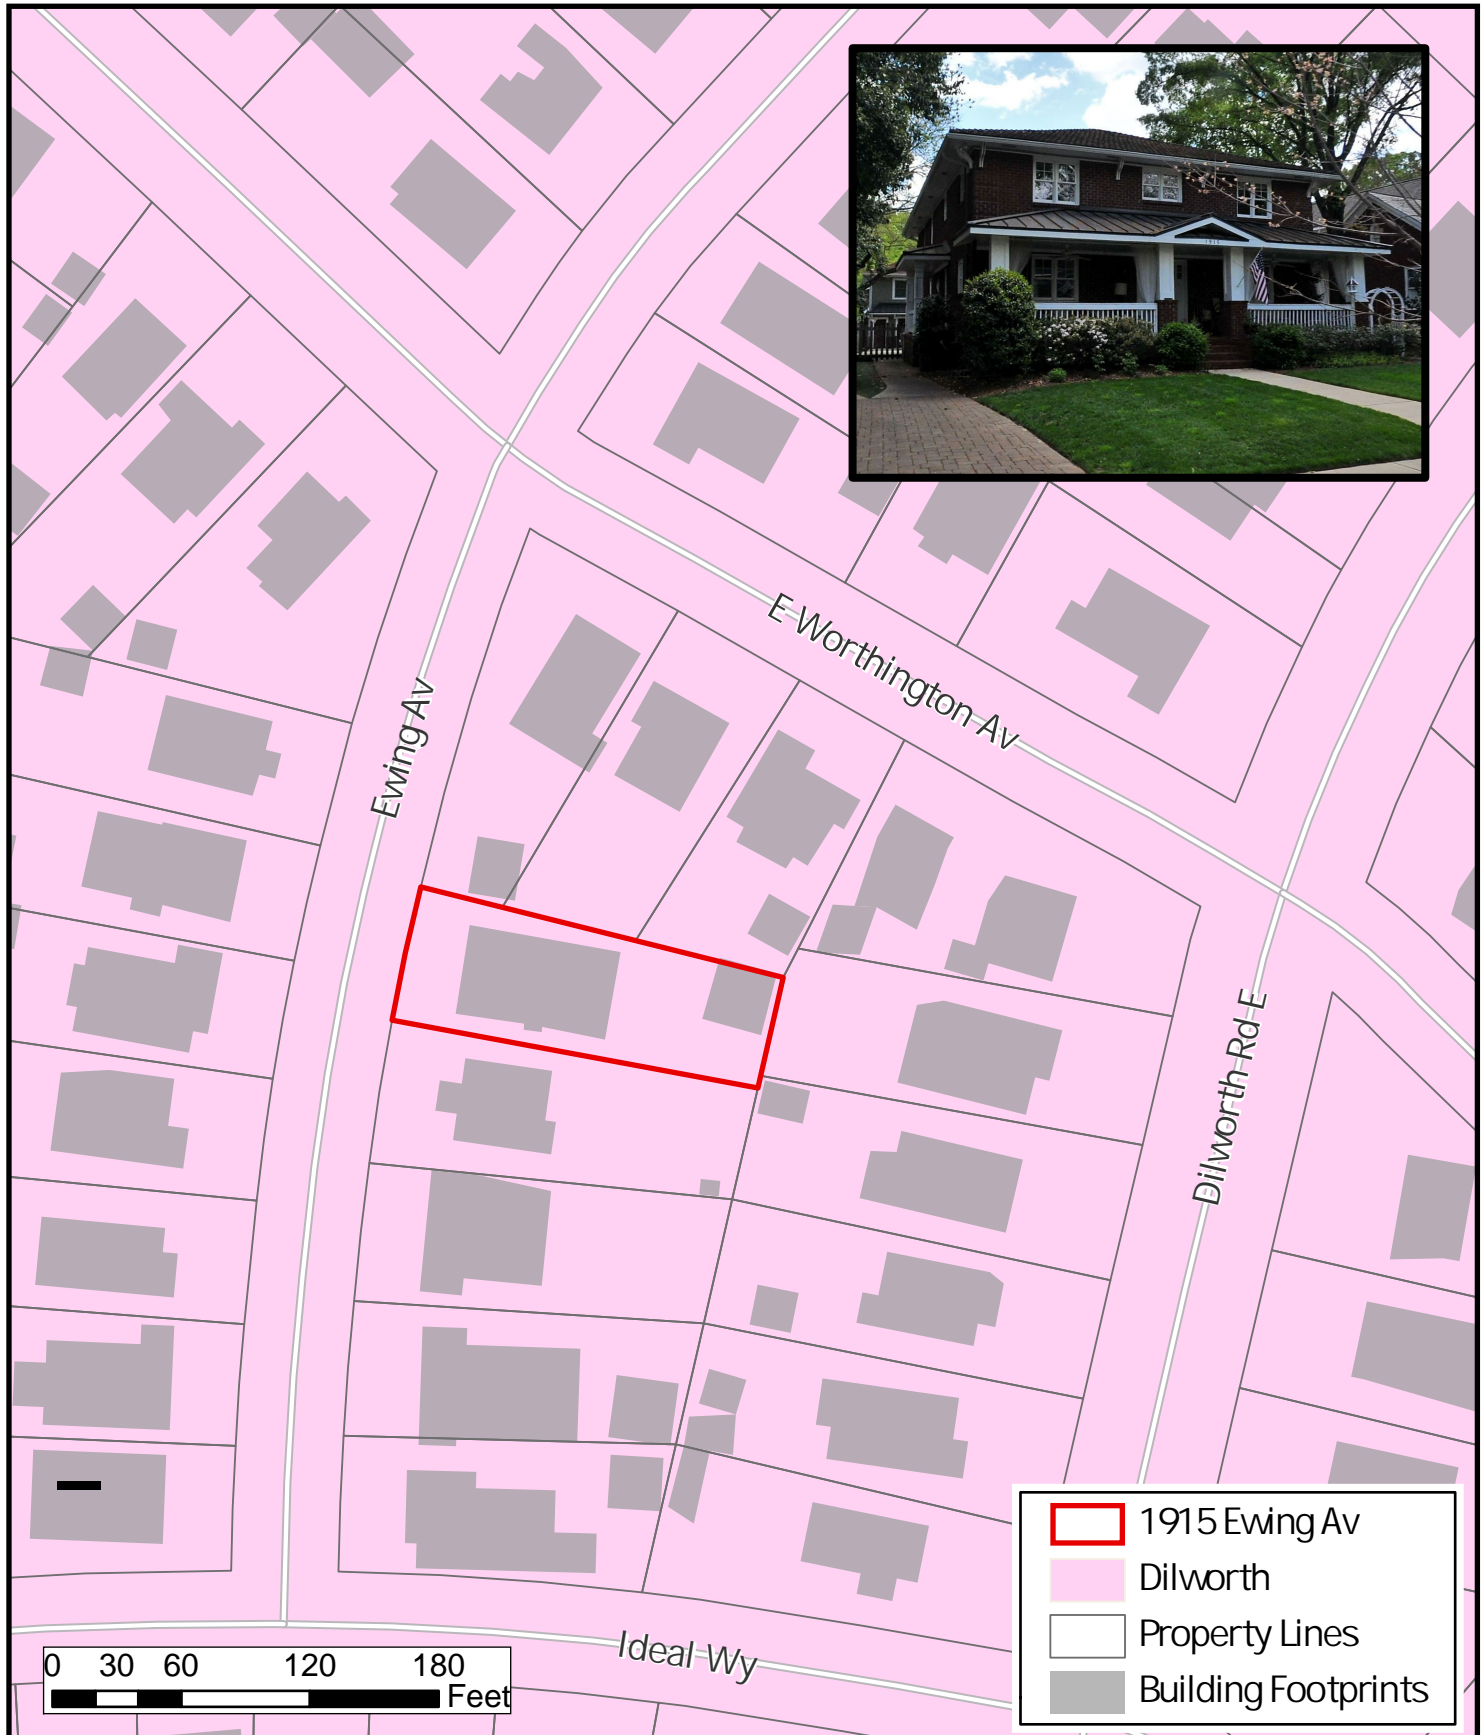 1915
E Worthington Av
Ewing Av
Dilworth Rd E
Ideal Wy
1915 Ewing Av
Dilworth
Property Lines
Building Footprints
0 30 60 120 180
Feet